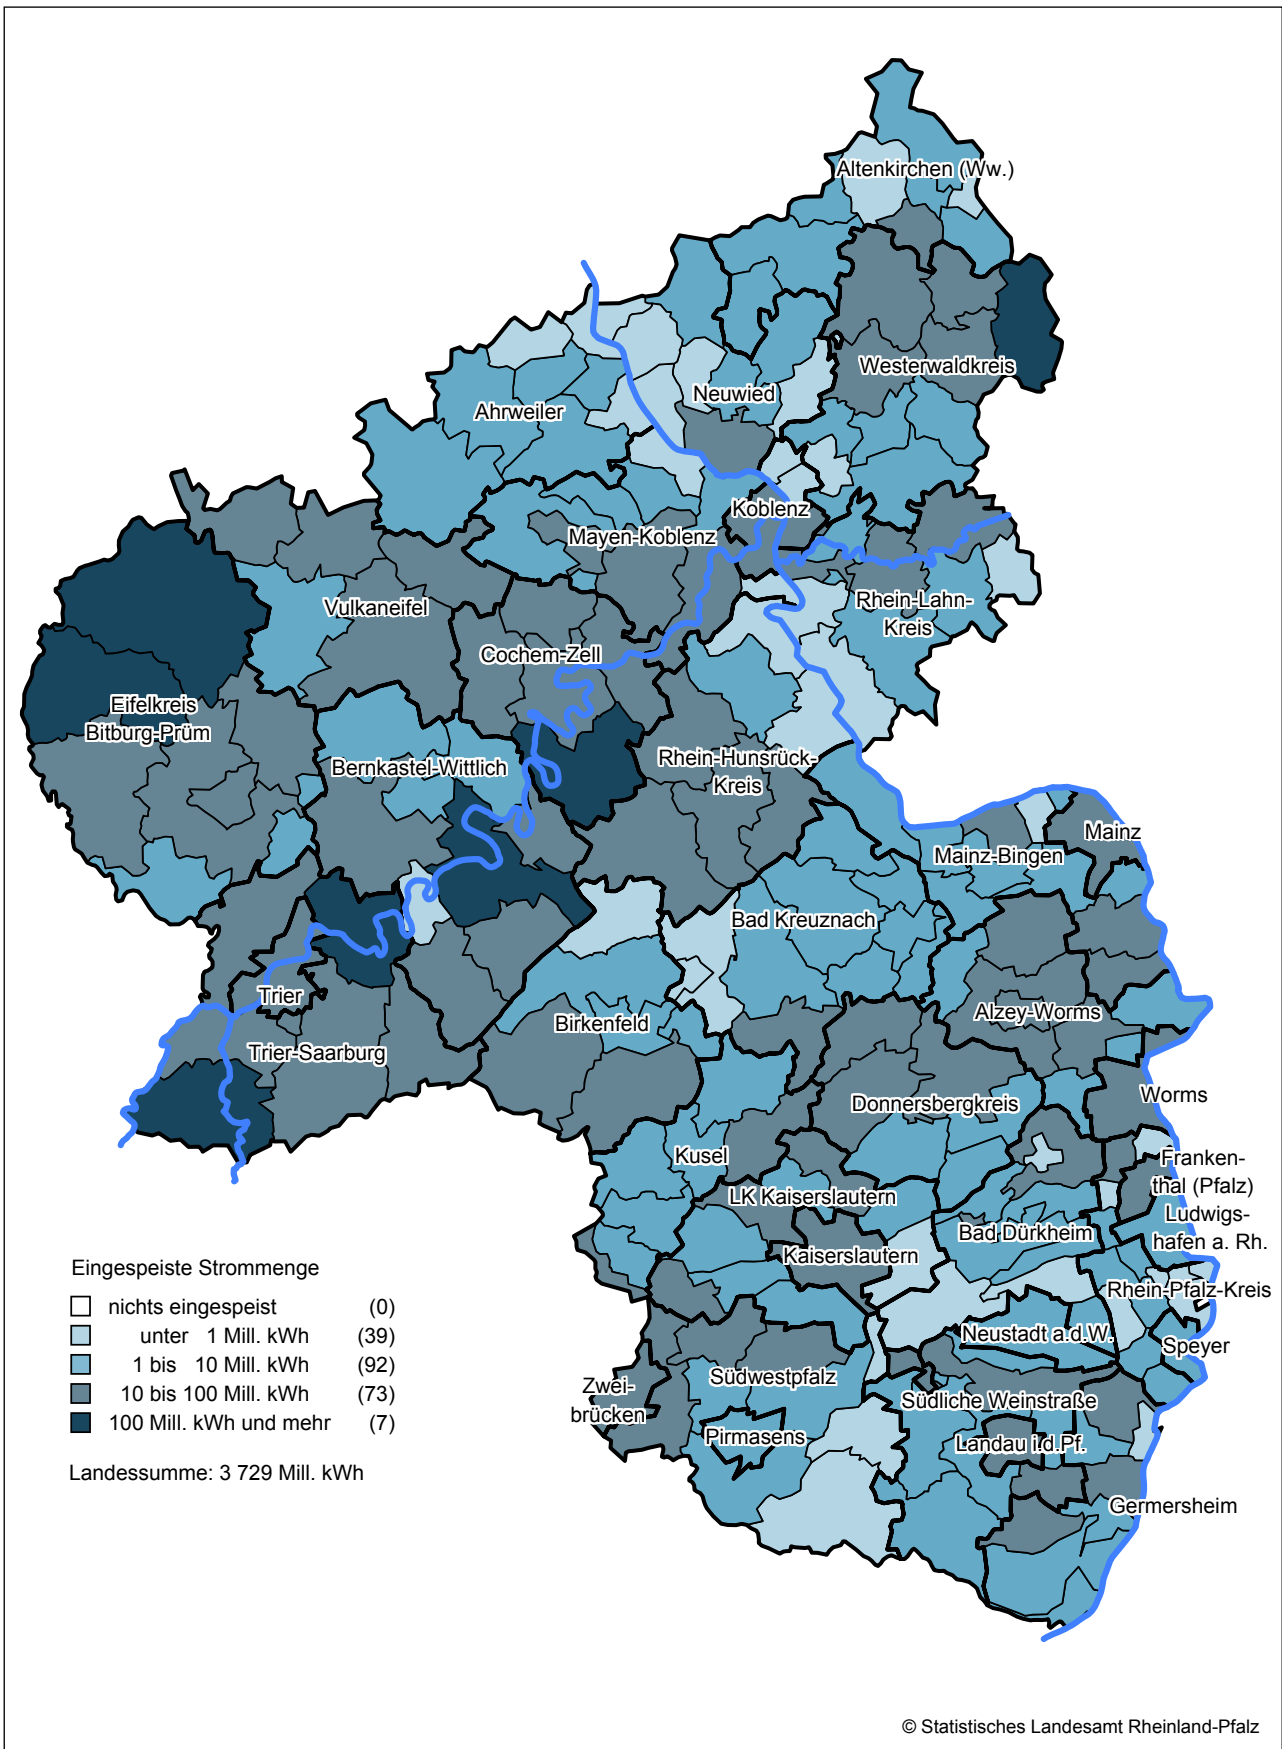 Altenkirchen (Ww.)
Westerwaldkreis
Neuwied
Ahrweiler
Koblenz
Mayen-Koblenz
Rhein-Lahn-
Kreis
Vulkaneifel
Cochem-Zell
Eifelkreis
Bitburg-Prüm
Bernkastel-Wittlich
Rhein-Hunsrück-
Kreis
Mainz
Mainz-Bingen
Bad Kreuznach
Trier
Alzey-Worms
Birkenfeld
Trier-Saarburg
Worms
Donnersbergkreis
Kusel
Franken-
thal (Pfalz)
LK Kaiserslautern
Ludwigs-
hafen a. Rh.
Bad Dürkheim
Kaiserslautern
Rhein-Pfalz-Kreis
Neustadt a.d.W.
Speyer
Südwestpfalz
Zwei-
brücken
Südliche Weinstraße
Pirmasens
Landau i.d.Pf.
Germersheim
Eingespeiste Strommenge
nichts eingespeist (0)
unter 1 Mill. kWh (39)
1 bis 10 Mill. kWh (92)
10 bis 100 Mill. kWh (73)
100 Mill. kWh und mehr (7)
Landessumme: 3 729 Mill. kWh
© Statistisches Landesamt Rheinland-Pfalz